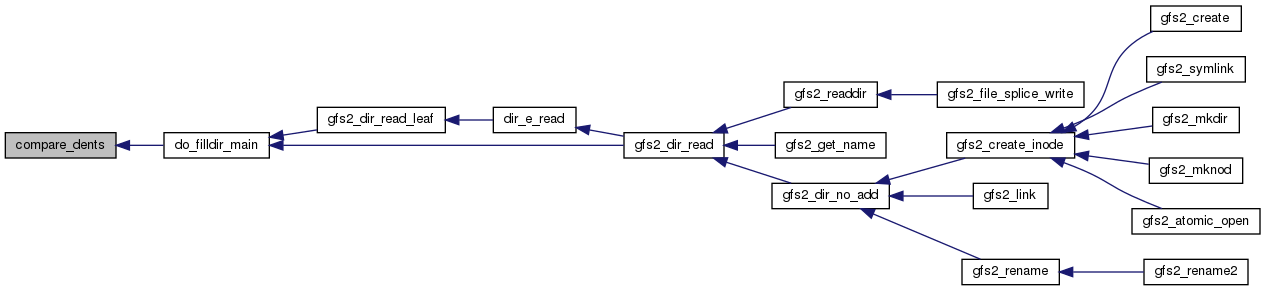 compare_dents
do_filldir_main
gfs2_dir_read_leaf
dir_e_read
gfs2_dir_read
gfs2_readdir
gfs2_file_splice_write
gfs2_get_name
gfs2_dir_no_add
gfs2_create_inode
gfs2_create
gfs2_symlink
gfs2_mkdir
gfs2_mknod
gfs2_atomic_open
gfs2_link
gfs2_rename
gfs2_rename2